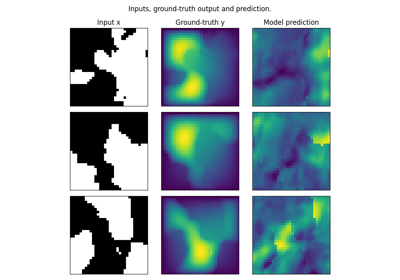 Inputs, ground-truth output and prediction.
Input x
Ground-truth y
Model prediction